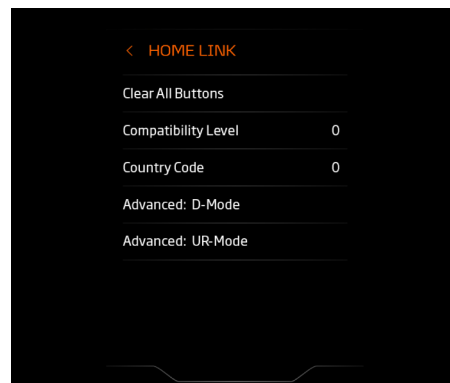 < HOME LINK
Clear All Buttons
Compatibility Level 0
Country Code 0
Advanced: D-Mode
Advanced: UR-Mode